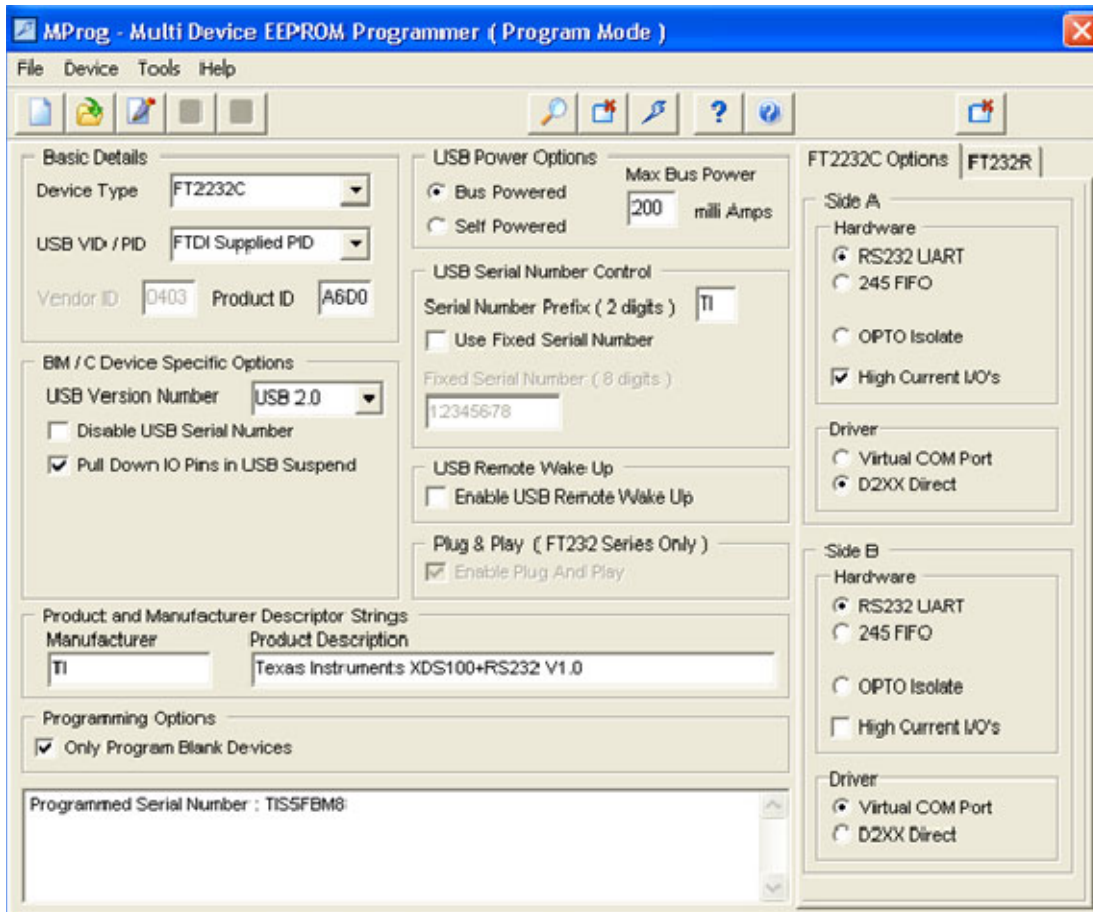 MProg - Multi Device EEPROM Programmer ( Program Mode )
File Device Tools Help
Basic Details
Device Type FT2232C
USB VID / PID FTDI Supplied PID
Vendor ID 0403 Product ID A6D0
BM / C Device Specific Options
USB Version Number USB 2.0
Disable USB Serial Number
Pull Down IO Pins in USB Suspend
USB Power Options
Max Bus Power
Bus Powered
200 milli Amps
Self Powered
USB Serial Number Control
Serial Number Prefix ( 2 digits ) TI
Use Fixed Serial Number
Fixed Serial Number ( 8 digits )
12345678
USB Remote Wake Up
Enable USB Remote Wake Up
Plug & Play ( FT232 Series Only )
Enable Plug And Play
Product and Manufacturer Descriptor Strings
Manufacturer Product Description
TI Texas Instruments XDS100+RS232 V1.0
Programming Options
Only Program Blank Devices
Programmed Serial Number : TIS5FBM8
FT2232C Options FT232R
Side A
Hardware
RS232 UART
245 FIFO
OPTO Isolate
High Current I/O's
Driver
Virtual COM Port
D2XX Direct
Side B
Hardware
RS232 UART
245 FIFO
OPTO Isolate
High Current I/O's
Driver
Virtual COM Port
D2XX Direct